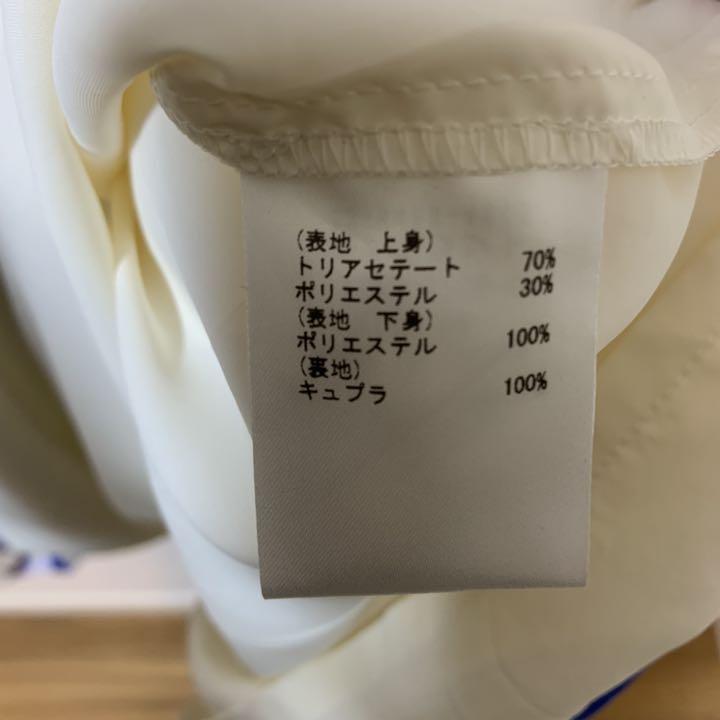 (表地　上身)
トリアセテート 70%
ポリエステル 30%
(表地　下身)
ポリエステル 100%
(裏地)
キュプラ 100%